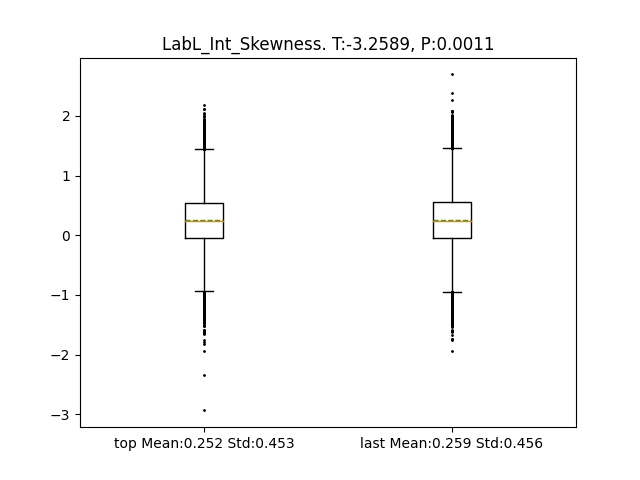 LabL_Int_Skewness. T:-3.2589, P:0.0011
2
1
0
−1
−2
−3
top Mean:0.252 Std:0.453
last Mean:0.259 Std:0.456